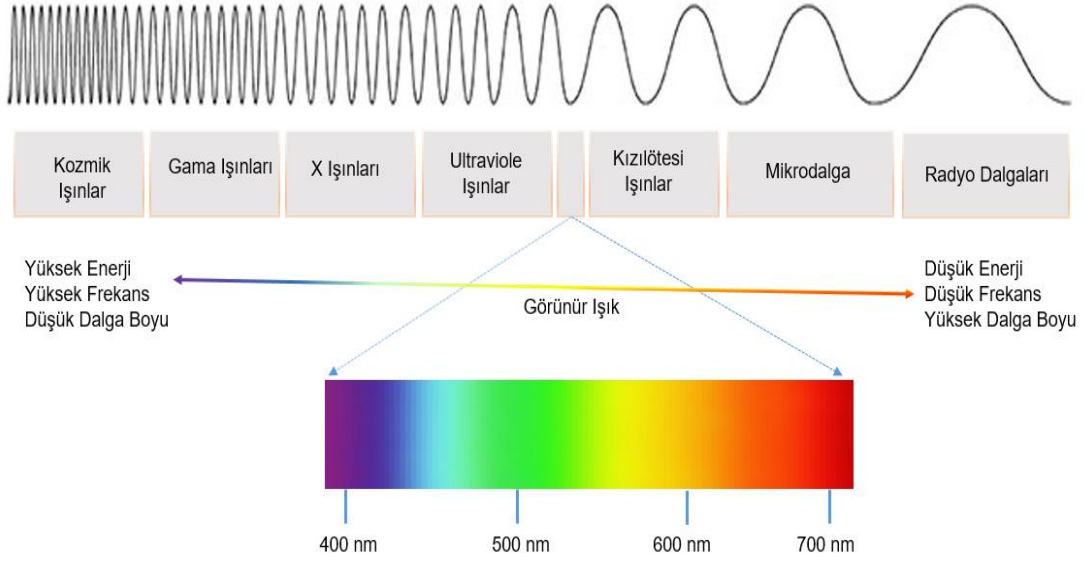 Kozmik
Işınlar
Gama Işınları
X Işınları
Ultraviole
Işınlar
Kızılötesi
Işınlar
Mikrodalga
Radyo Dalgaları
Yüksek Enerji
Yüksek Frekans
Düşük Dalga Boyu
Görünür Işık
Düşük Enerji
Düşük Frekans
Yüksek Dalga Boyu
400 nm
500 nm
600 nm
700 nm